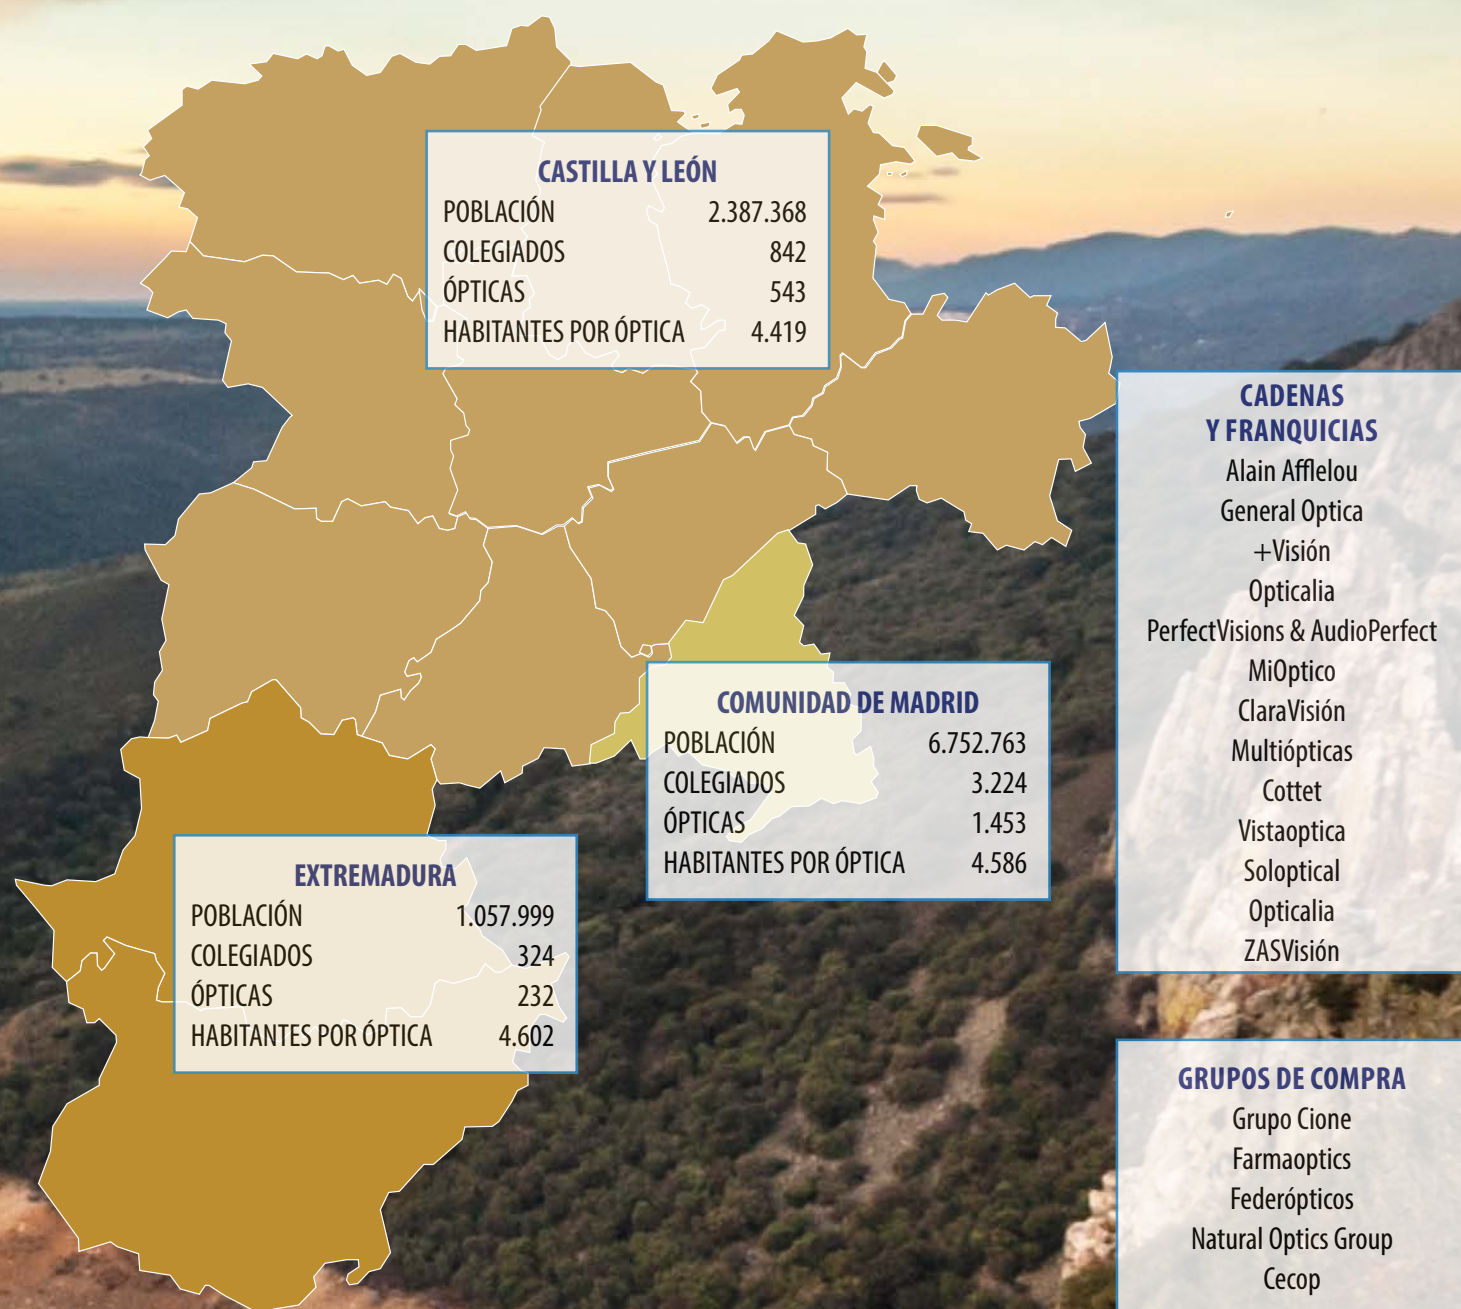 CASTILLA Y LEÓN
POBLACIÓN 2.387.368
COLEGIADOS 842
ÓPTICAS 543
HABITANTES POR ÓPTICA 4.419
COMUNIDAD DE MADRID
POBLACIÓN 6.752.763
COLEGIADOS 3.224
ÓPTICAS 1.453
HABITANTES POR ÓPTICA 4.586
EXTREMADURA
POBLACIÓN 1.057.999
COLEGIADOS 324
ÓPTICAS 232
HABITANTES POR ÓPTICA 4.602
CADENAS
Y FRANQUICIAS
Alain Afflelou
General Optica
+Visión
Opticalia
PerfectVisions & AudioPerfect
MiOptico
ClaraVisión
Multiópticas
Cottet
Vistaoptica
Soloptical
Opticalia
ZASVisión
GRUPOS DE COMPRA
Grupo Cione
Farmaoptics
Federópticos
Natural Optics Group
Cecop